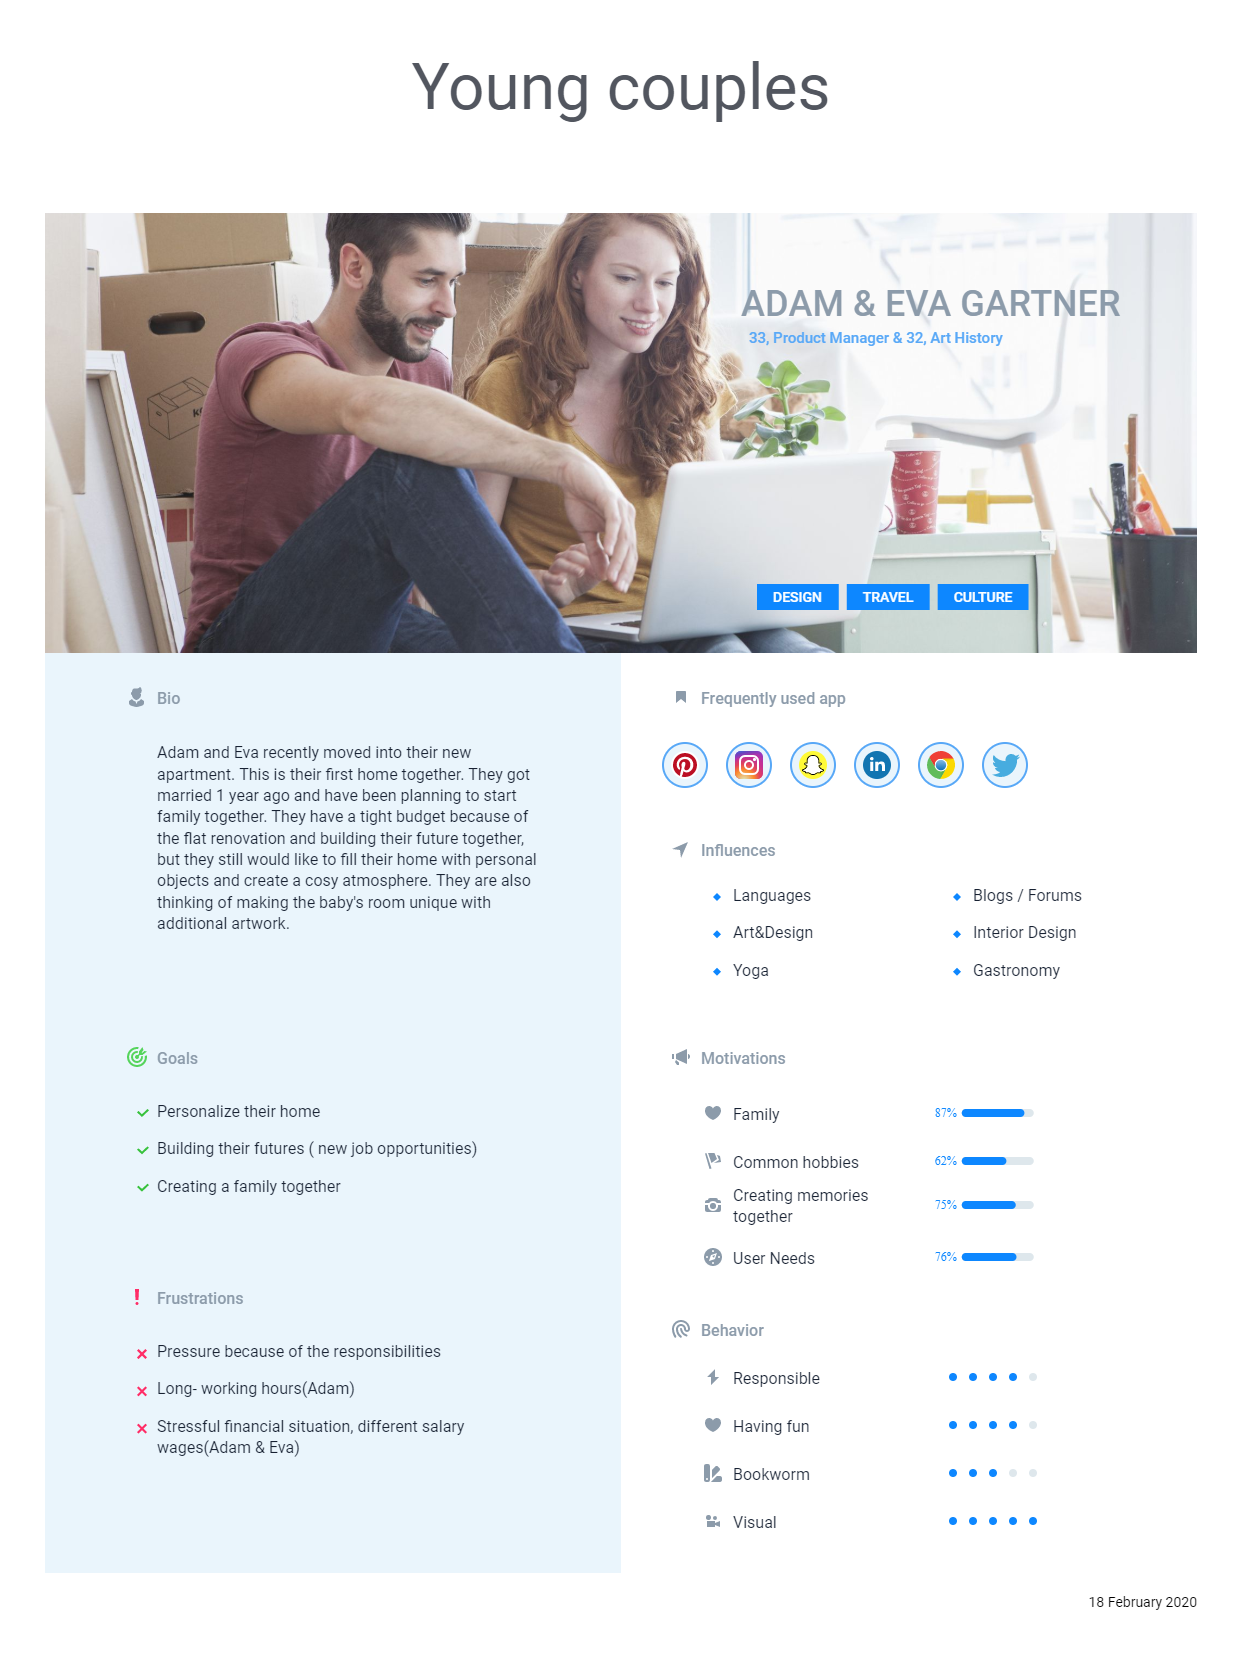 Young couples
ADAM & EVA GARTNER
33, Product Manager & 32, Art History
DESIGN
TRAVEL
CULTURE
Bio
Adam and Eva recently moved into their new
apartment. This is their first home together. They got
married 1 year ago and have been planning to start
family together. They have a tight budget because of
the flat renovation and building their future together,
but they still would like to fill their home with personal
objects and create a cosy atmosphere. They are also
thinking of making the baby's room unique with
additional artwork.
Goals
Personalize their home
Building their futures ( new job opportunities)
Creating a family together
Frustrations
Pressure because of the responsibilities
Long- working hours(Adam)
Stressful financial situation, different salary
wages(Adam & Eva)
Frequently used app
in
Influences
Languages
Blogs / Forums
Art&Design
Interior Design
Yoga
Gastronomy
Motivations
Family 87%
Common hobbies 62%
Creating memories
together 75%
User Needs 76%
Behavior
Responsible
Having fun
Bookworm
Visual
18 February 2020